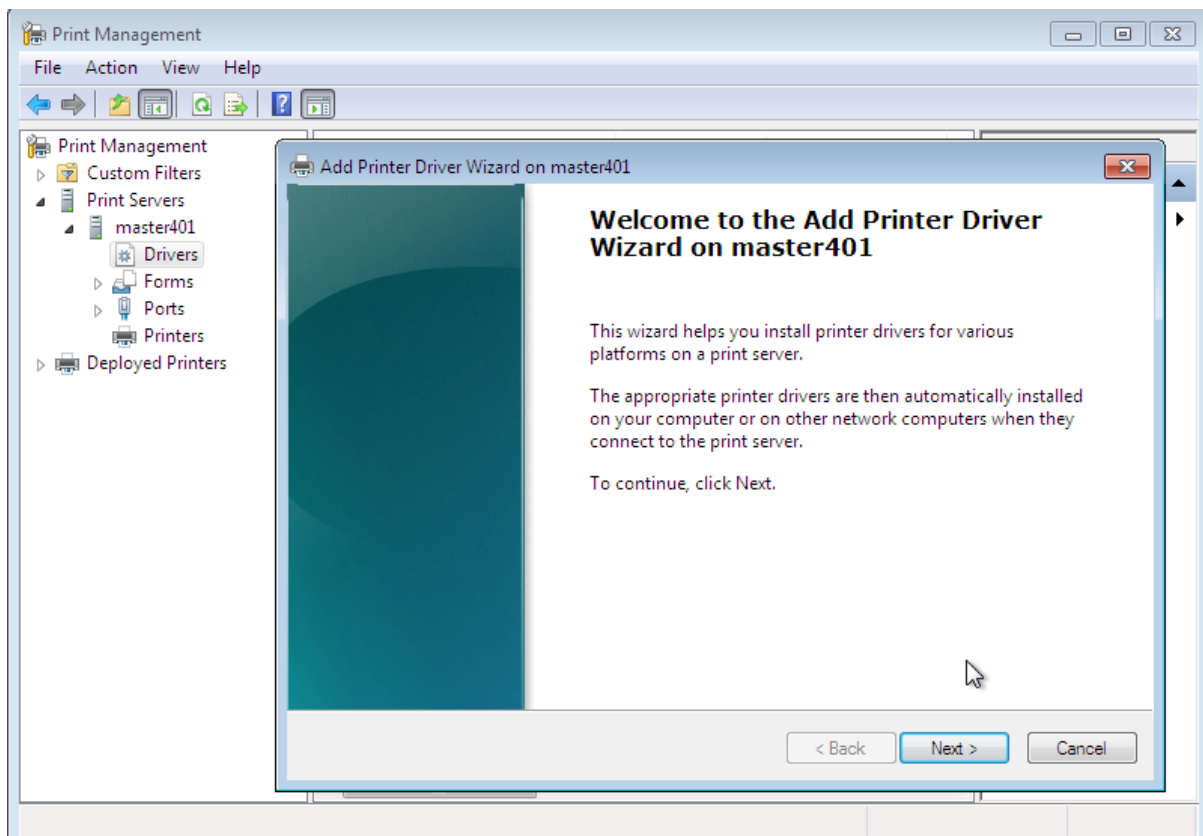 Print Management
File Action View Help
Print Management
Custom Filters
Print Servers
master401
Drivers
Forms
Ports
Printers
Deployed Printers
Add Printer Driver Wizard on master401
Welcome to the Add Printer Driver
Wizard on master401
This wizard helps you install printer drivers for various
platforms on a print server.
The appropriate printer drivers are then automatically installed
on your computer or on other network computers when they
connect to the print server.
To continue, click Next.
< Back Next > Cancel